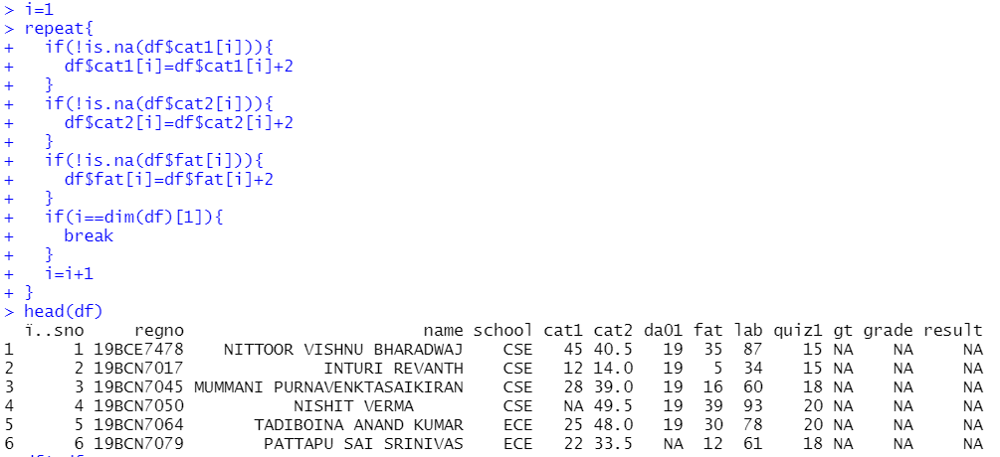 > i=1
> repeat{
+   if(!is.na(df$cat1[i])){
+     df$cat1[i]=df$cat1[i]+2
+   }
+   if(!is.na(df$cat2[i])){
+     df$cat2[i]=df$cat2[i]+2
+   }
+   if(!is.na(df$fat[i])){
+     df$fat[i]=df$fat[i]+2
+   }
+   if(i==dim(df)[1]){
+     break
+   }
+   i=i+1
+ }
> head(df)
  ï..sno     regno                      name school cat1 cat2 da01 fat lab quiz1 gt grade result
1      1 19BCE7478   NITTOOR VISHNU BHARADWAJ    CSE   45 40.5   19  35  87    15 NA    NA     NA
2      2 19BCN7017             INTURI REVANTH    CSE   12 14.0   19   5  34    15 NA    NA     NA
3      3 19BCN7045 MUMMANI PURNAVENKTASAIKIRAN    CSE   28 39.0   19  16  60    18 NA    NA     NA
4      4 19BCN7050          NISHIT VERMA         CSE   NA 49.5   19  39  93    20 NA    NA     NA
5      5 19BCN7064      TADIBOINA ANAND KUMAR    ECE   25 48.0   19  30  78    20 NA    NA     NA
6      6 19BCN7079       PATTAPU SAI SRINIVAS    ECE   22 33.5   NA  12  61    18 NA    NA     NA